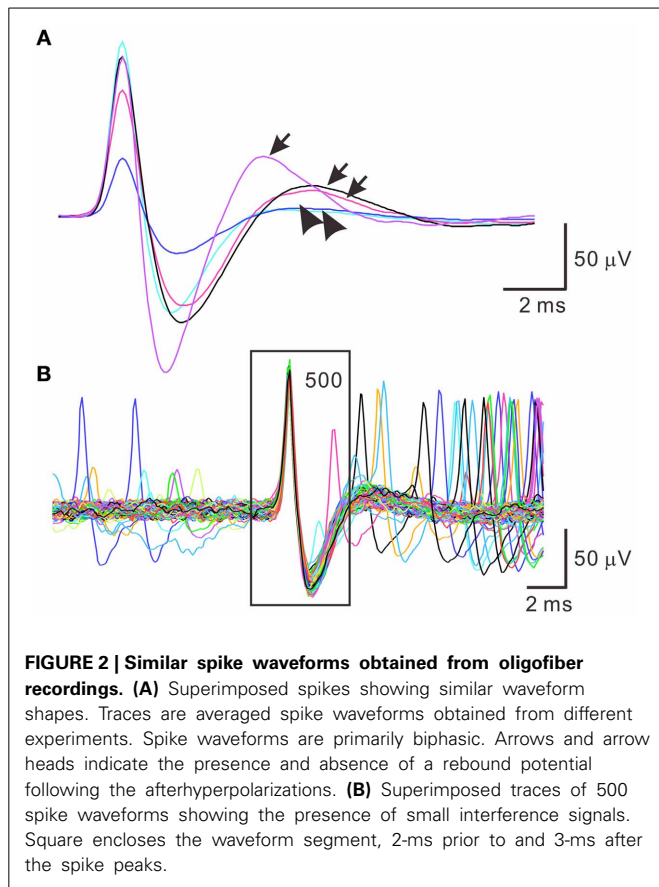 A
50 μV
2 ms
B
500
50 μV
2 ms
FIGURE 2 | Similar spike waveforms obtained from oligofiber
recordings. (A) Superimposed spikes showing similar waveform
shapes. Traces are averaged spike waveforms obtained from different
experiments. Spike waveforms are primarily biphasic. Arrows and arrow
heads indicate the presence and absence of a rebound potential
following the afterhyperpolarizations. (B) Superimposed traces of 500
spike waveforms showing the presence of small interference signals.
Square encloses the waveform segment, 2-ms prior to and 3-ms after
the spike peaks.